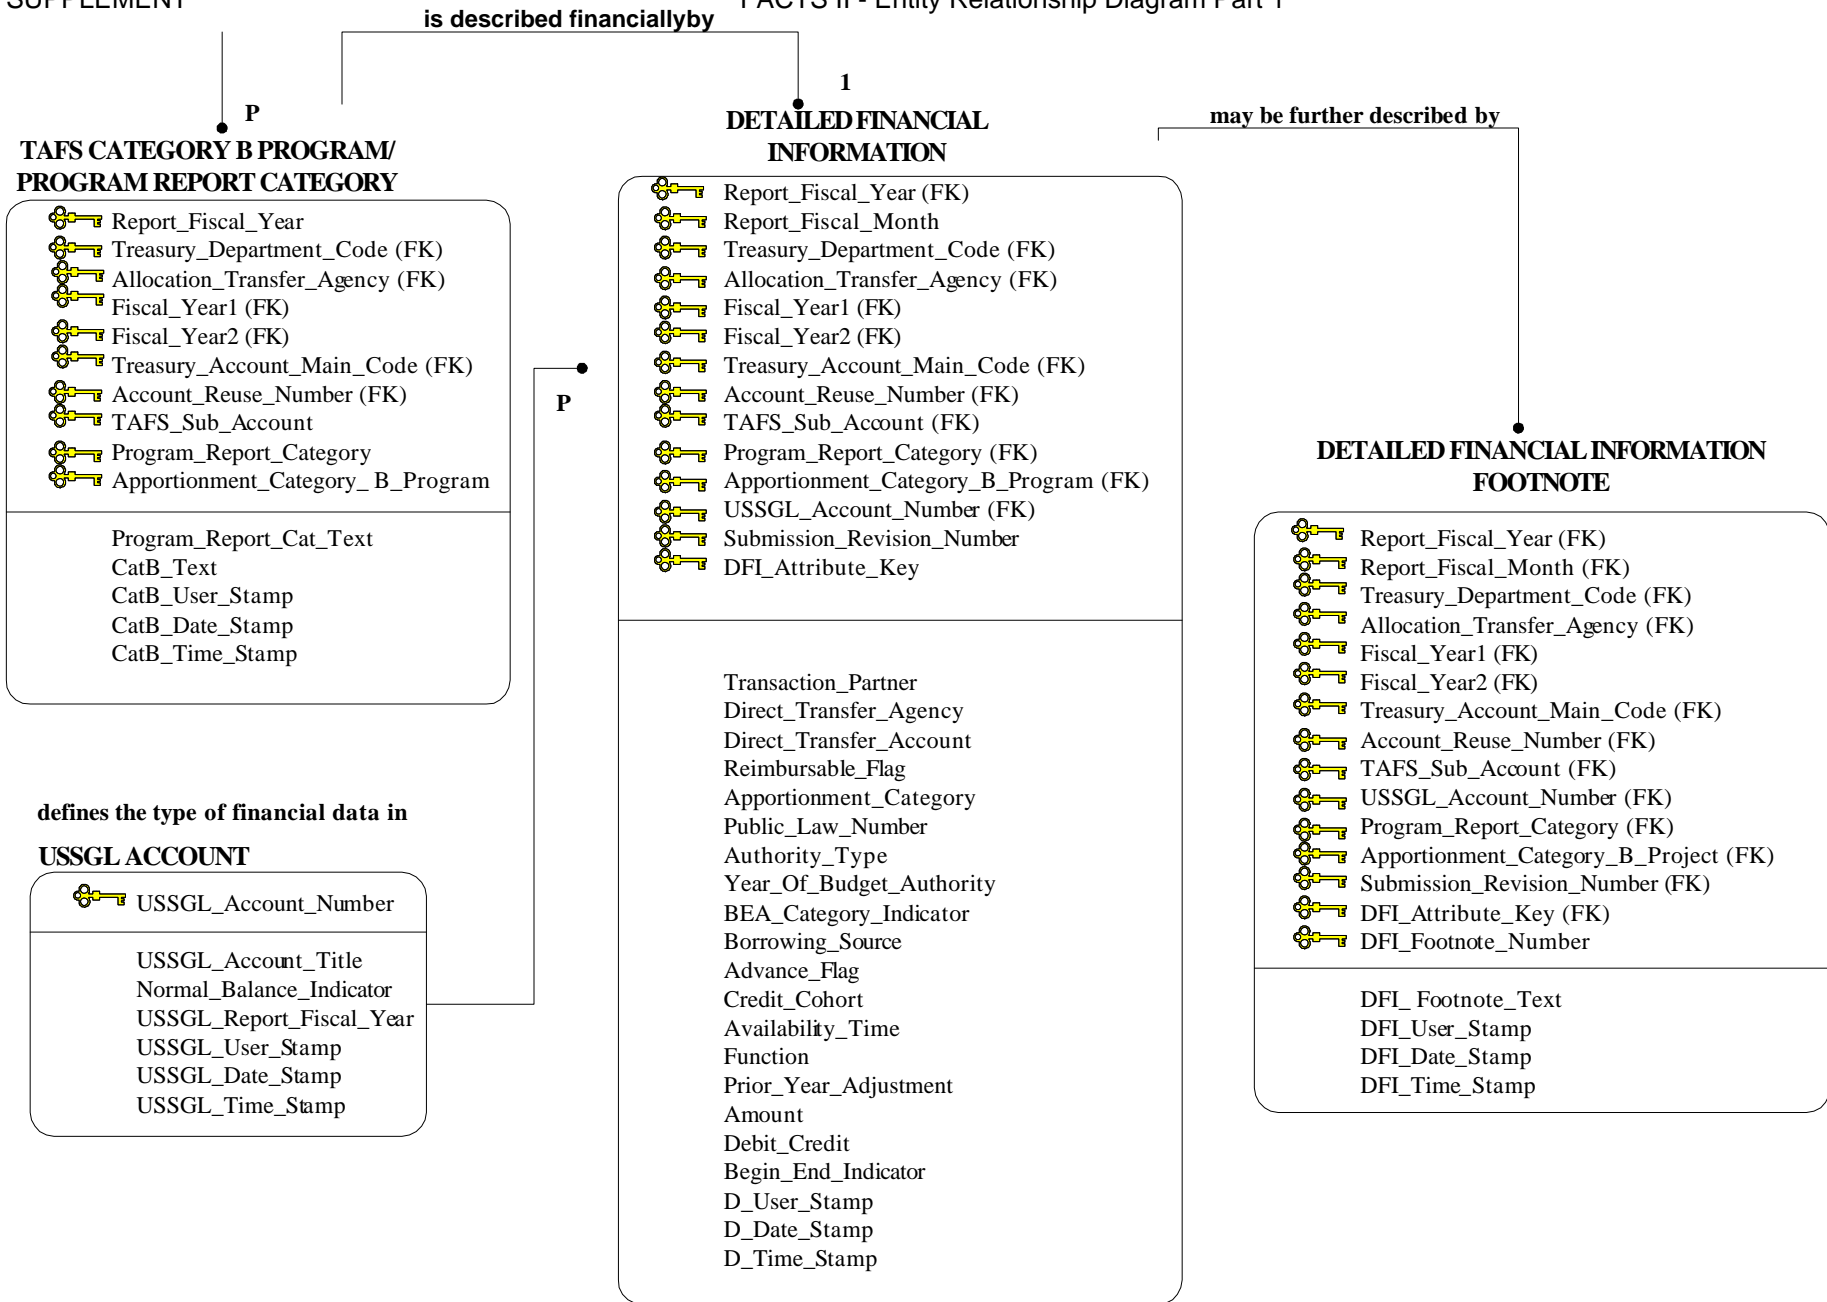 SUPPLEMENT
FACTS II - Entity Relationship Diagram Part 1
is described financiallyby
P
TAFS CATEGORY B PROGRAM/
PROGRAM REPORT CATEGORY
Report_Fiscal_Year
Treasury_Department_Code (FK)
Allocation_Transfer_Agency (FK)
Fiscal_Year1 (FK)
Fiscal_Year2 (FK)
Treasury_Account_Main_Code (FK)
Account_Reuse_Number (FK)
TAFS_Sub_Account
Program_Report_Category
Apportionment_Category_ B_Program
Program_Report_Cat_Text
CatB_Text
CatB_User_Stamp
CatB_Date_Stamp
CatB_Time_Stamp
defines the type of financial data in
USSGL ACCOUNT
USSGL_Account_Number
USSGL_Account_Title
Normal_Balance_Indicator
USSGL_Report_Fiscal_Year
USSGL_User_Stamp
USSGL_Date_Stamp
USSGL_Time_Stamp
P
1
DETAILED FINANCIAL
INFORMATION
Report_Fiscal_Year (FK)
Report_Fiscal_Month
Treasury_Department_Code (FK)
Allocation_Transfer_Agency (FK)
Fiscal_Year1 (FK)
Fiscal_Year2 (FK)
Treasury_Account_Main_Code (FK)
Account_Reuse_Number (FK)
TAFS_Sub_Account (FK)
Program_Report_Category (FK)
Apportionment_Category_B_Program (FK)
USSGL_Account_Number (FK)
Submission_Revision_Number
DFI_Attribute_Key
Transaction_Partner
Direct_Transfer_Agency
Direct_Transfer_Account
Reimbursable_Flag
Apportionment_Category
Public_Law_Number
Authority_Type
Year_Of_Budget_Authority
BEA_Category_Indicator
Borrowing_Source
Advance_Flag
Credit_Cohort
Availability_Time
Function
Prior_Year_Adjustment
Amount
Debit_Credit
Begin_End_Indicator
D_User_Stamp
D_Date_Stamp
D_Time_Stamp
may be further described by
DETAILED FINANCIAL INFORMATION
FOOTNOTE
Report_Fiscal_Year (FK)
Report_Fiscal_Month (FK)
Treasury_Department_Code (FK)
Allocation_Transfer_Agency (FK)
Fiscal_Year1 (FK)
Fiscal_Year2 (FK)
Treasury_Account_Main_Code (FK)
Account_Reuse_Number (FK)
TAFS_Sub_Account (FK)
USSGL_Account_Number (FK)
Program_Report_Category (FK)
Apportionment_Category_B_Project (FK)
Submission_Revision_Number (FK)
DFI_Attribute_Key (FK)
DFI_Footnote_Number
DFI_ Footnote_Text
DFI_User_Stamp
DFI_Date_Stamp
DFI_Time_Stamp